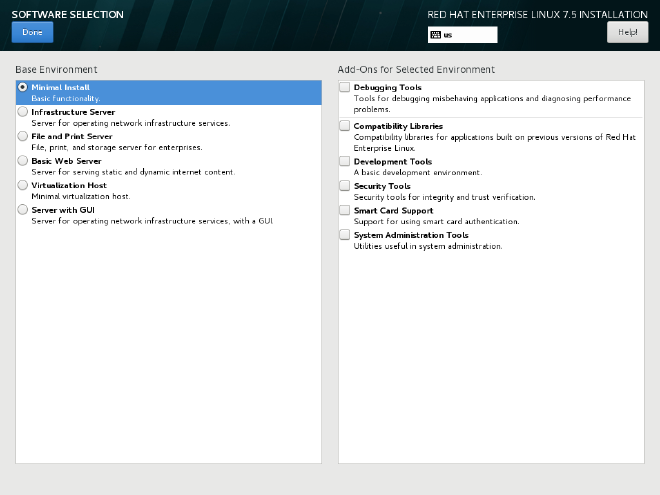 SOFTWARE SELECTION
RED HAT ENTERPRISE LINUX 7.5 INSTALLATION
Done
us
Help!
Base Environment
Minimal Install
Basic functionality.
Infrastructure Server
Server for operating network infrastructure services.
File and Print Server
File, print, and storage server for enterprises.
Basic Web Server
Server for serving static and dynamic internet content.
Virtualization Host
Minimal virtualization host.
Server with GUI
Server for operating network infrastructure services, with a GUI.
Add-Ons for Selected Environment
Debugging Tools
Tools for debugging misbehaving applications and diagnosing performance
problems.
Compatibility Libraries
Compatibility libraries for applications built on previous versions of Red Hat
Enterprise Linux.
Development Tools
A basic development environment.
Security Tools
Security tools for integrity and trust verification.
Smart Card Support
Support for using smart card authentication.
System Administration Tools
Utilities useful in system administration.